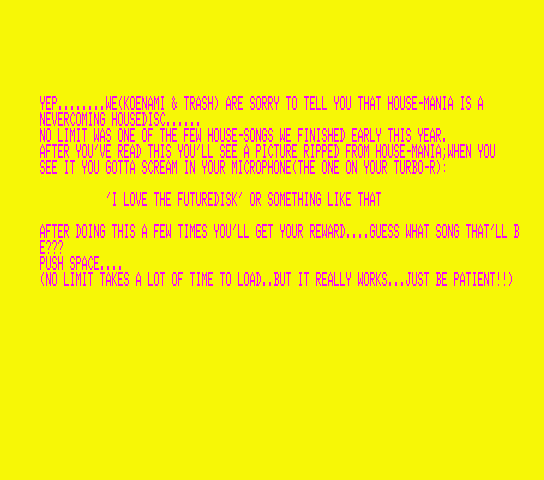 YEP........WE(KOENAMI & TRASH) ARE SORRY TO TELL YOU THAT HOUSE-MANIA IS A
NEVERCOMING HOUSEDISC......
NO LIMIT WAS ONE OF THE FEW HOUSE-SONGS WE FINISHED EARLY THIS YEAR.
AFTER YOU'VE READ THIS YOU'LL SEE A PICTURE RIPPED FROM HOUSE-MANIA;WHEN YOU
SEE IT YOU GOTTA SCREAM IN YOUR MICROPHONE(THE ONE ON YOUR TURBO-R):
'I LOVE THE FUTUREDISK' OR SOMETHING LIKE THAT
AFTER DOING THIS A FEW TIMES YOU'LL GET YOUR REWARD....GUESS WHAT SONG THAT'LL B
E???
PUSH SPACE....
(NO LIMIT TAKES A LOT OF TIME TO LOAD..BUT IT REALLY WORKS...JUST BE PATIENT!!)